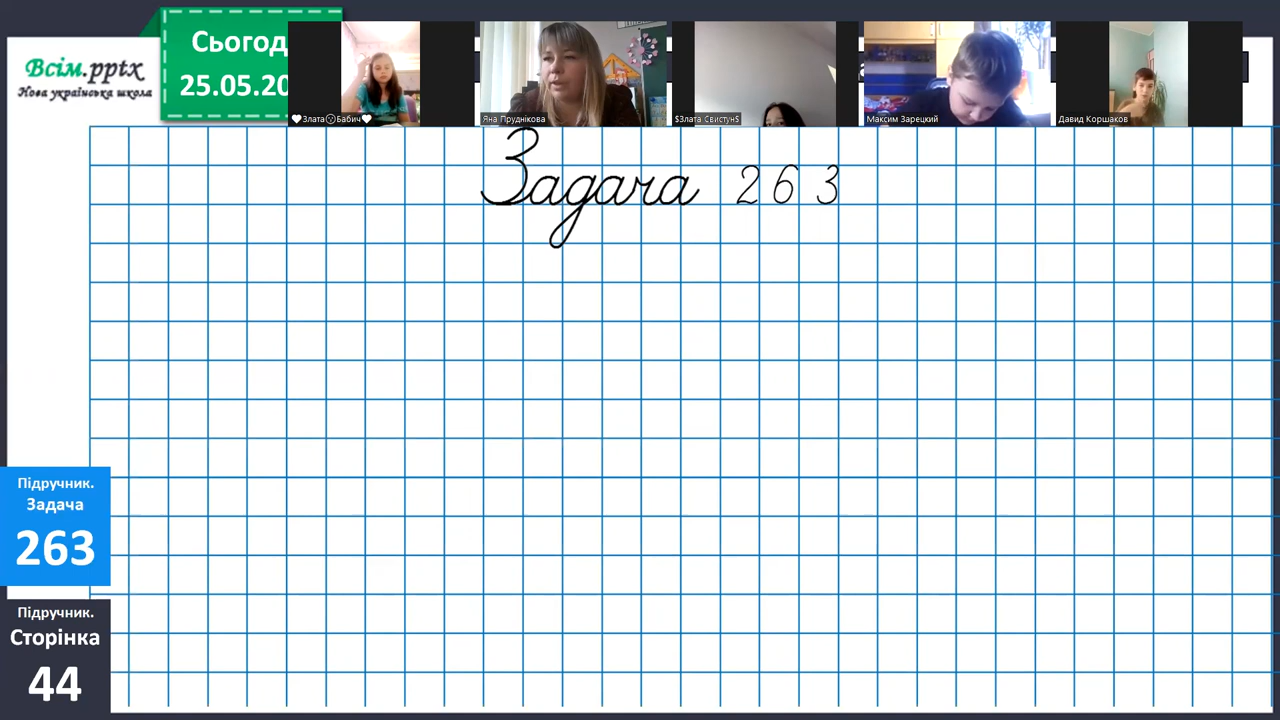 Всім.pptx
Нова українська школа
Сьогод
25.05.20
❤Злата😗Бабич❤
Яна Пруднікова
$Злата Свистун$
Максим Зарецкий
Давид Коршаков
Задача 263
Підручник.
Задача
263
Підручник.
Сторінка
44